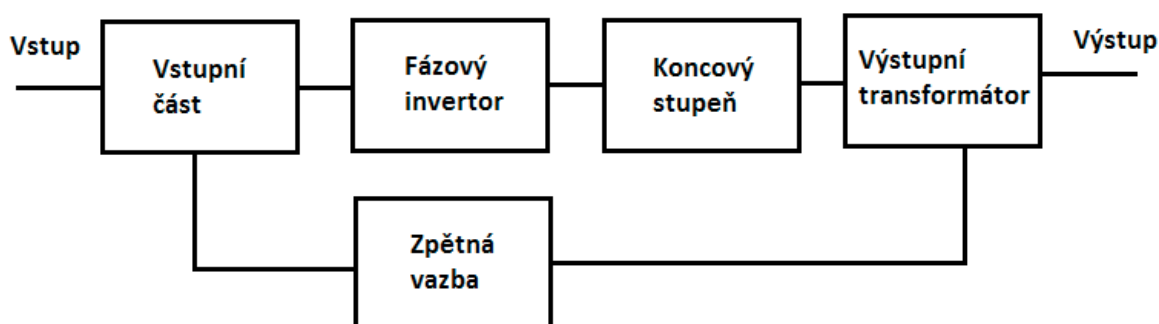 Vstup
Vstupní
část
Fázový
invertor
Koncový
stupeň
Výstupní
transformátor
Výstup
Zpětná
vazba